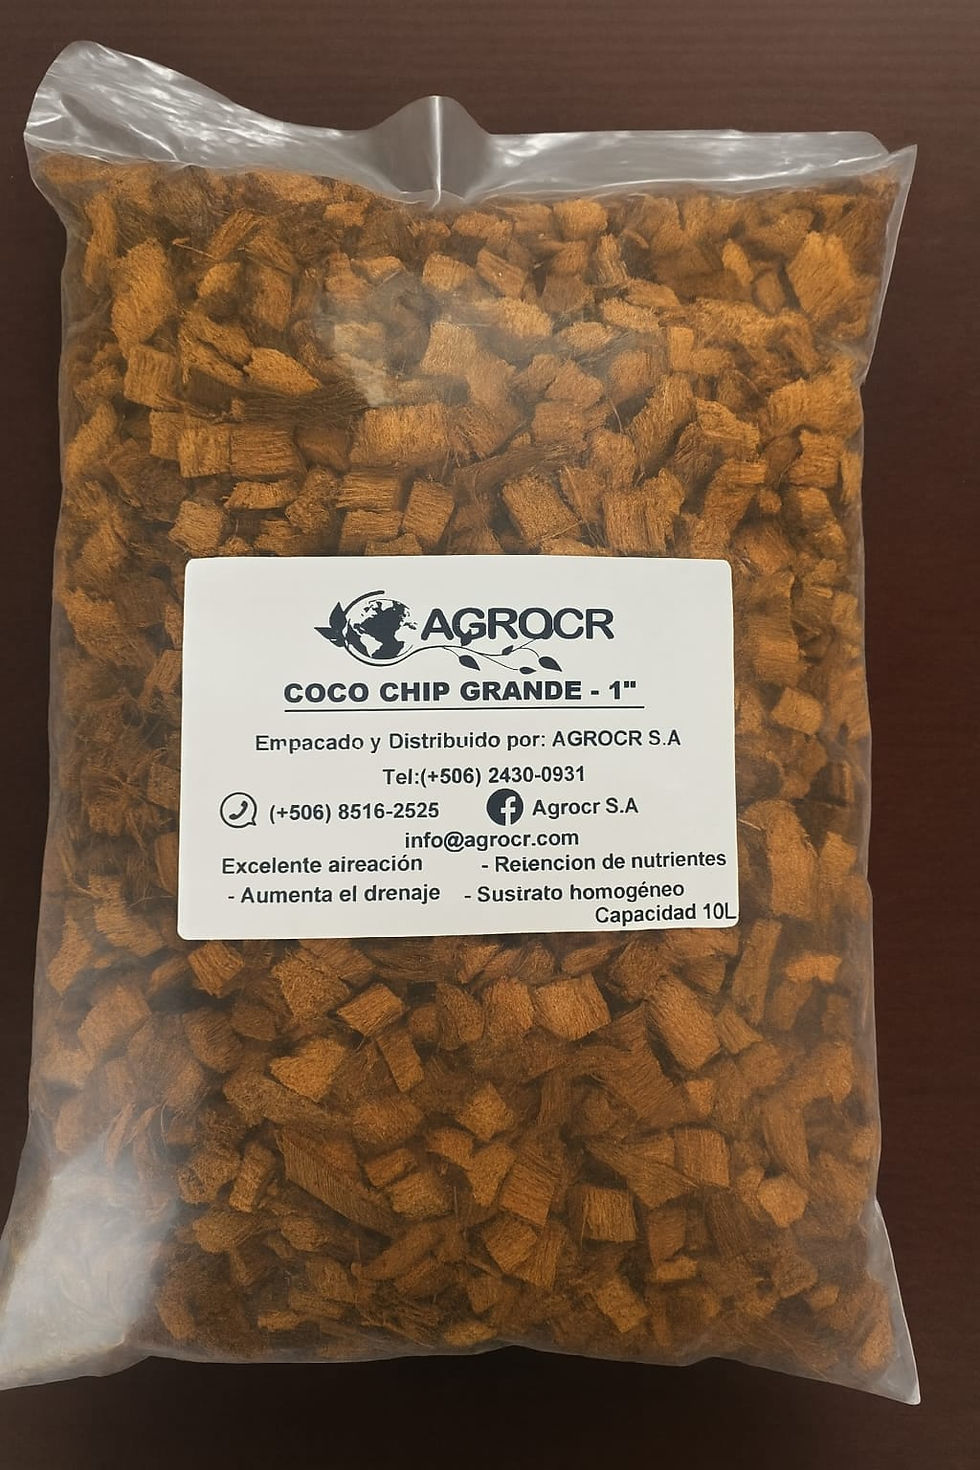 AGROCR
COCO CHIP GRANDE - 1"
Empacado y Distribuido por: AGROCR S.A
Tel:(+506) 2430-0931
(+506) 8516-2525 Agrocr S.A
info@agrocr.com
Excelente aireación - Retencion de nutrientes
- Aumenta el drenaje - Sustrato homogéneo
Capacidad 10L